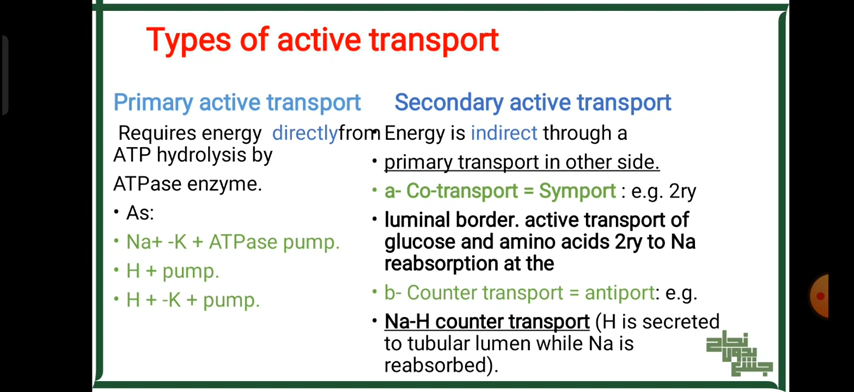 Types of active transport
Primary active transport
Requires energy directly from
ATP hydrolysis by
ATPase enzyme.
• As:
• Na+ -K + ATPase pump.
• H + pump.
• H + -K + pump.
Secondary active transport
• Energy is indirect through a
• primary transport in other side.
• a- Co-transport = Symport : e.g. 2ry
• luminal border. active transport of
glucose and amino acids 2ry to Na
reabsorption at the
• b- Counter transport = antiport: e.g.
• Na-H counter transport (H is secreted
to tubular lumen while Na is
reabsorbed).
نجاح
بدون
جشع